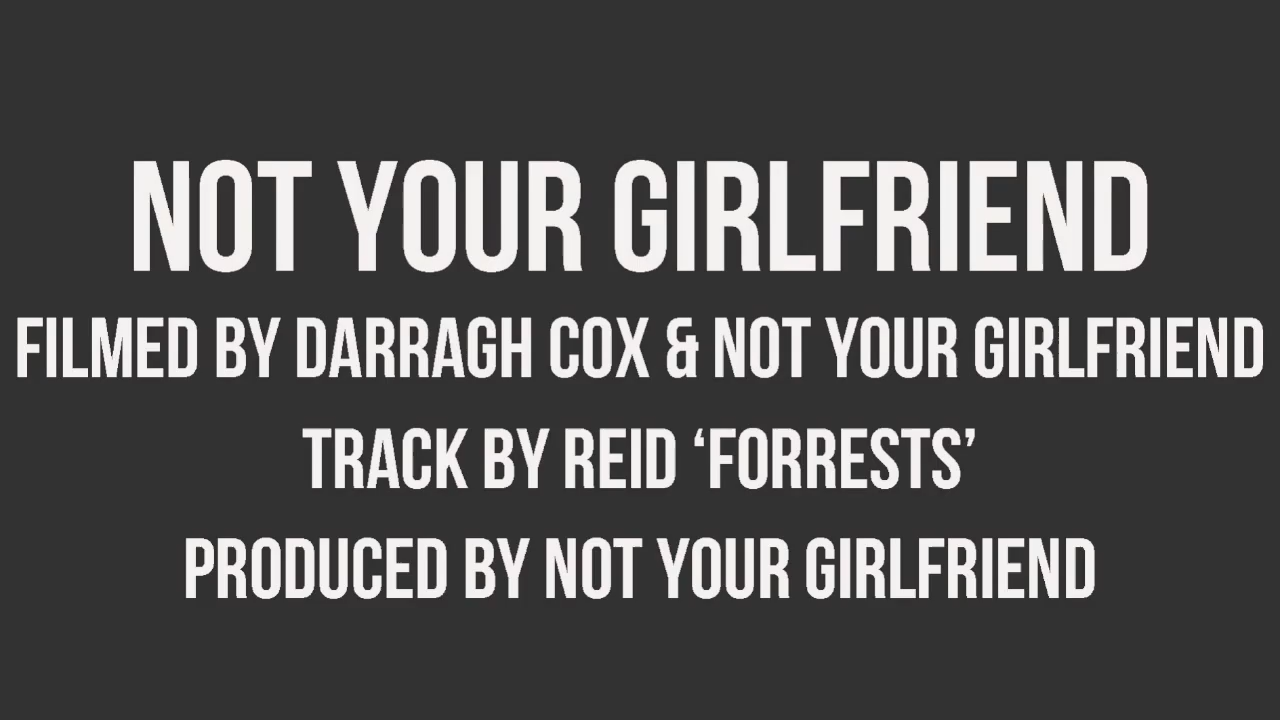 NOT YOUR GIRLFRIEND
FILMED BY DARRAGH COX & NOT YOUR GIRLFRIEND
TRACK BY REID ‘FORRESTS’
PRODUCED BY NOT YOUR GIRLFRIEND